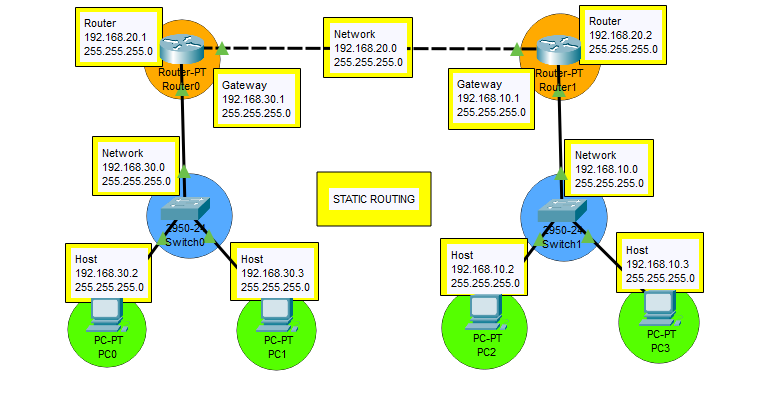 Router
192.168.20.1
255.255.255.0
Network
192.168.20.0
255.255.255.0
Router
192.168.20.2
255.255.255.0
Router-PT
Router0
Gateway
192.168.30.1
255.255.255.0
Gateway
192.168.10.1
255.255.255.0
Router-PT
Router1
Network
192.168.30.0
255.255.255.0
Network
192.168.10.0
255.255.255.0
STATIC ROUTING
2950-24
Switch0
2950-24
Switch1
Host
192.168.30.2
255.255.255.0
Host
192.168.30.3
255.255.255.0
Host
192.168.10.2
255.255.255.0
Host
192.168.10.3
255.255.255.0
PC-PT
PC0
PC-PT
PC1
PC-PT
PC2
PC-PT
PC3